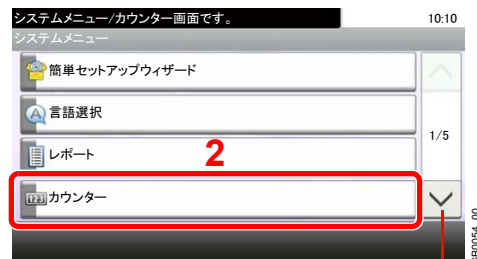 システムメニュー/カウンター画面です。
10:10
システムメニュー
簡単セットアップウィザード
言語選択
1/5
レポート
2
123 カウンター